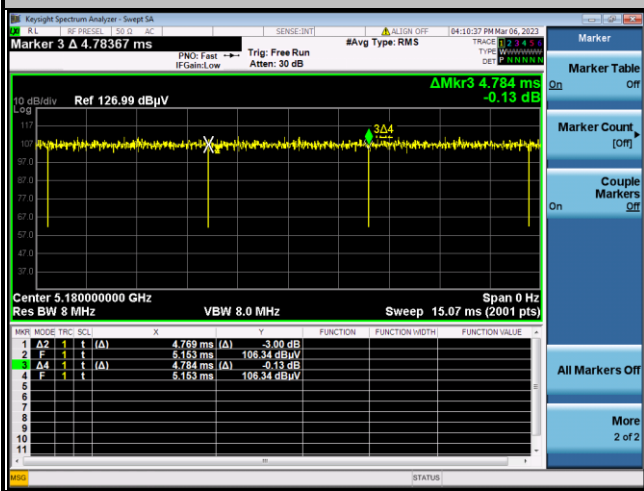 Keysight Spectrum Analyzer - Swept SA
RL RF PRESEL 50 Ω AC SENSE:INT ALIGN OFF 04:10:37 PM Mar 06, 2023
Marker 3 Δ 4.78367 ms
PNO: Fast Trig: Free Run
IFGain:Low Atten: 30 dB
#Avg Type: RMS
TRACE 1 2 3 4 5 6
TYPE W
DET P N N N N N
ΔMkr3 4.784 ms
-0.13 dB
10 dB/div Ref 126.99 dBµV
Log
117
107
97.0
87.0
77.0
67.0
57.0
47.0
37.0
3Δ4
Center 5.180000000 GHz Span 0 Hz
Res BW 8 MHz VBW 8.0 MHz Sweep 15.07 ms (2001 pts)
MKR MODE TRC SCL X Y FUNCTION FUNCTION WIDTH FUNCTION VALUE
1 Δ2 1 t (Δ) 4.769 ms (Δ) -3.00 dB
2 F 1 t 5.153 ms 106.34 dBµV
3 Δ4 1 t (Δ) 4.784 ms (Δ) -0.13 dB
4 F 1 t 5.153 ms 106.34 dBµV
5
6
7
8
9
10
11
MSG STATUS
Marker
Marker Table
On Off
Marker Count
[Off]
Couple
Markers
On Off
All Markers Off
More
2 of 2